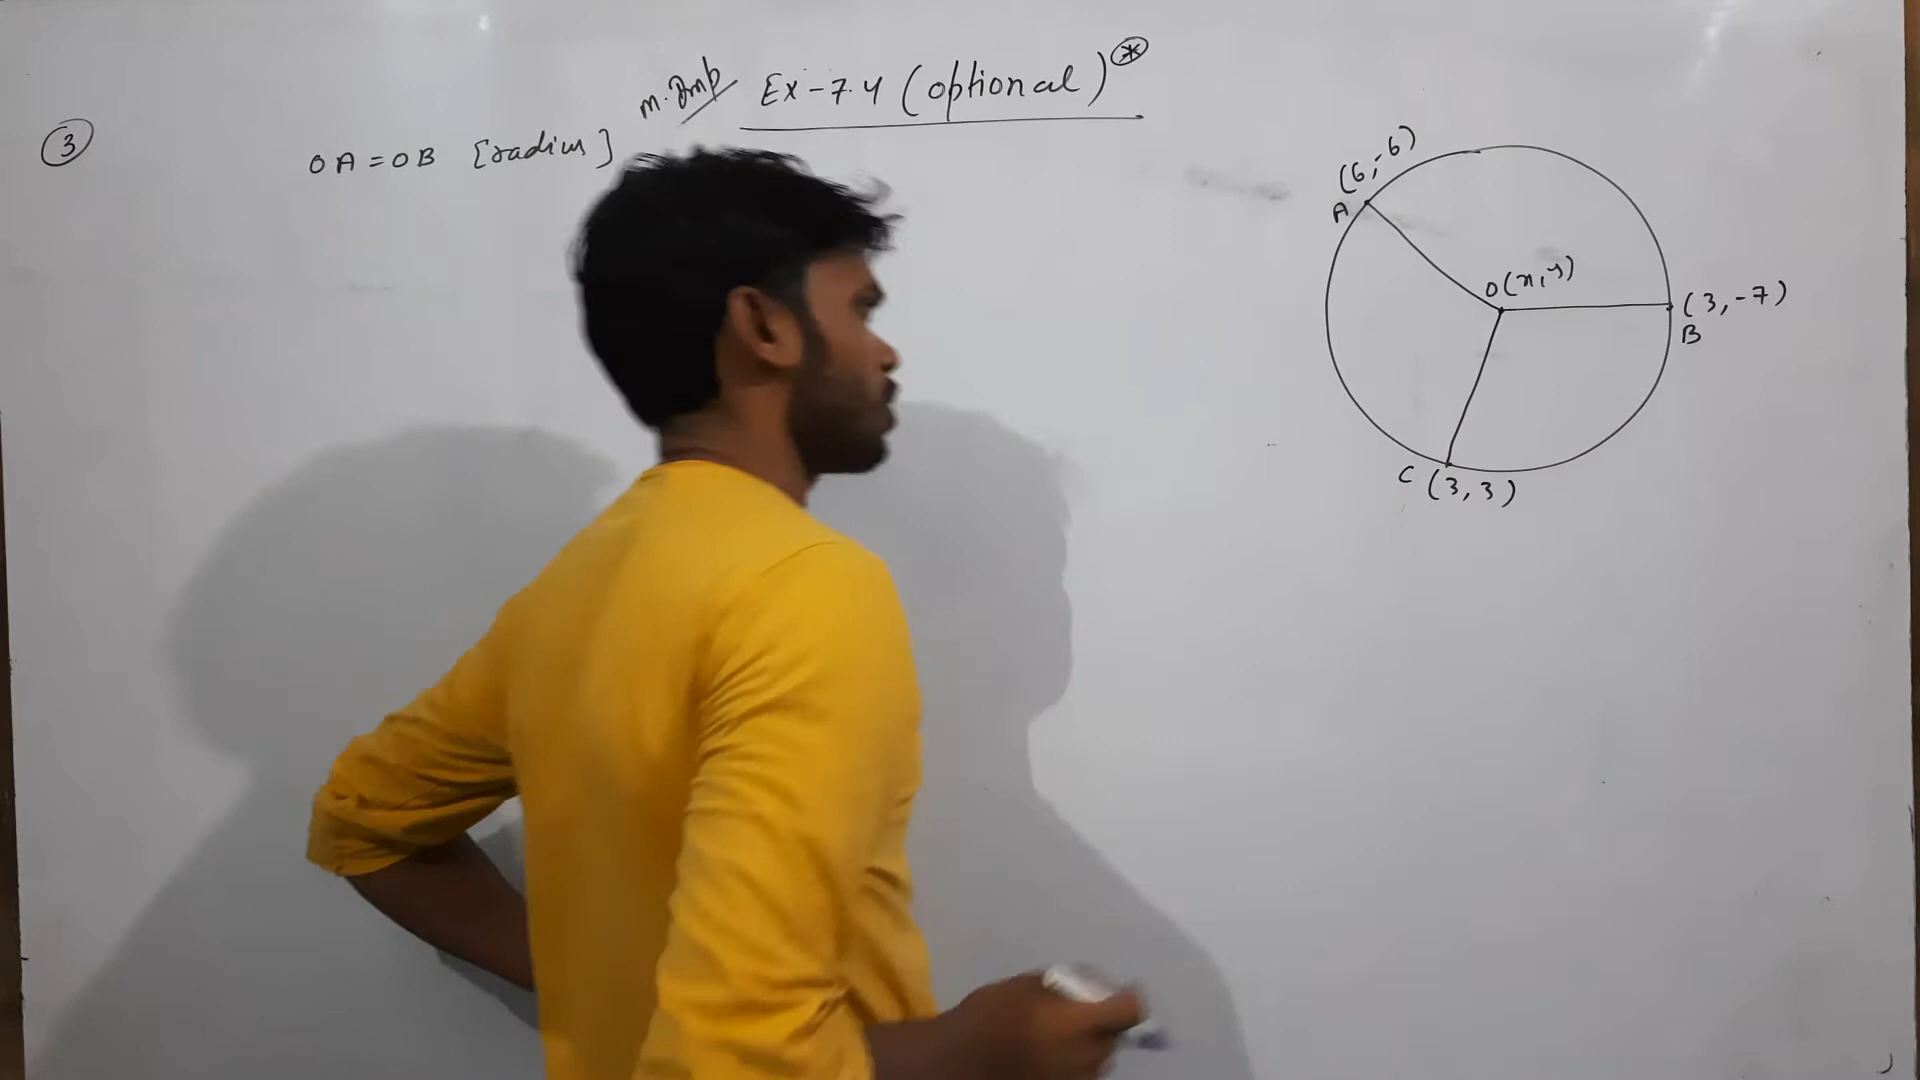 m. Imp Ex-7.4 (optional)*
3
OA = OB [radius]
(6,-6)
A
O(x,y)
(3,-7)
B
C (3,3)